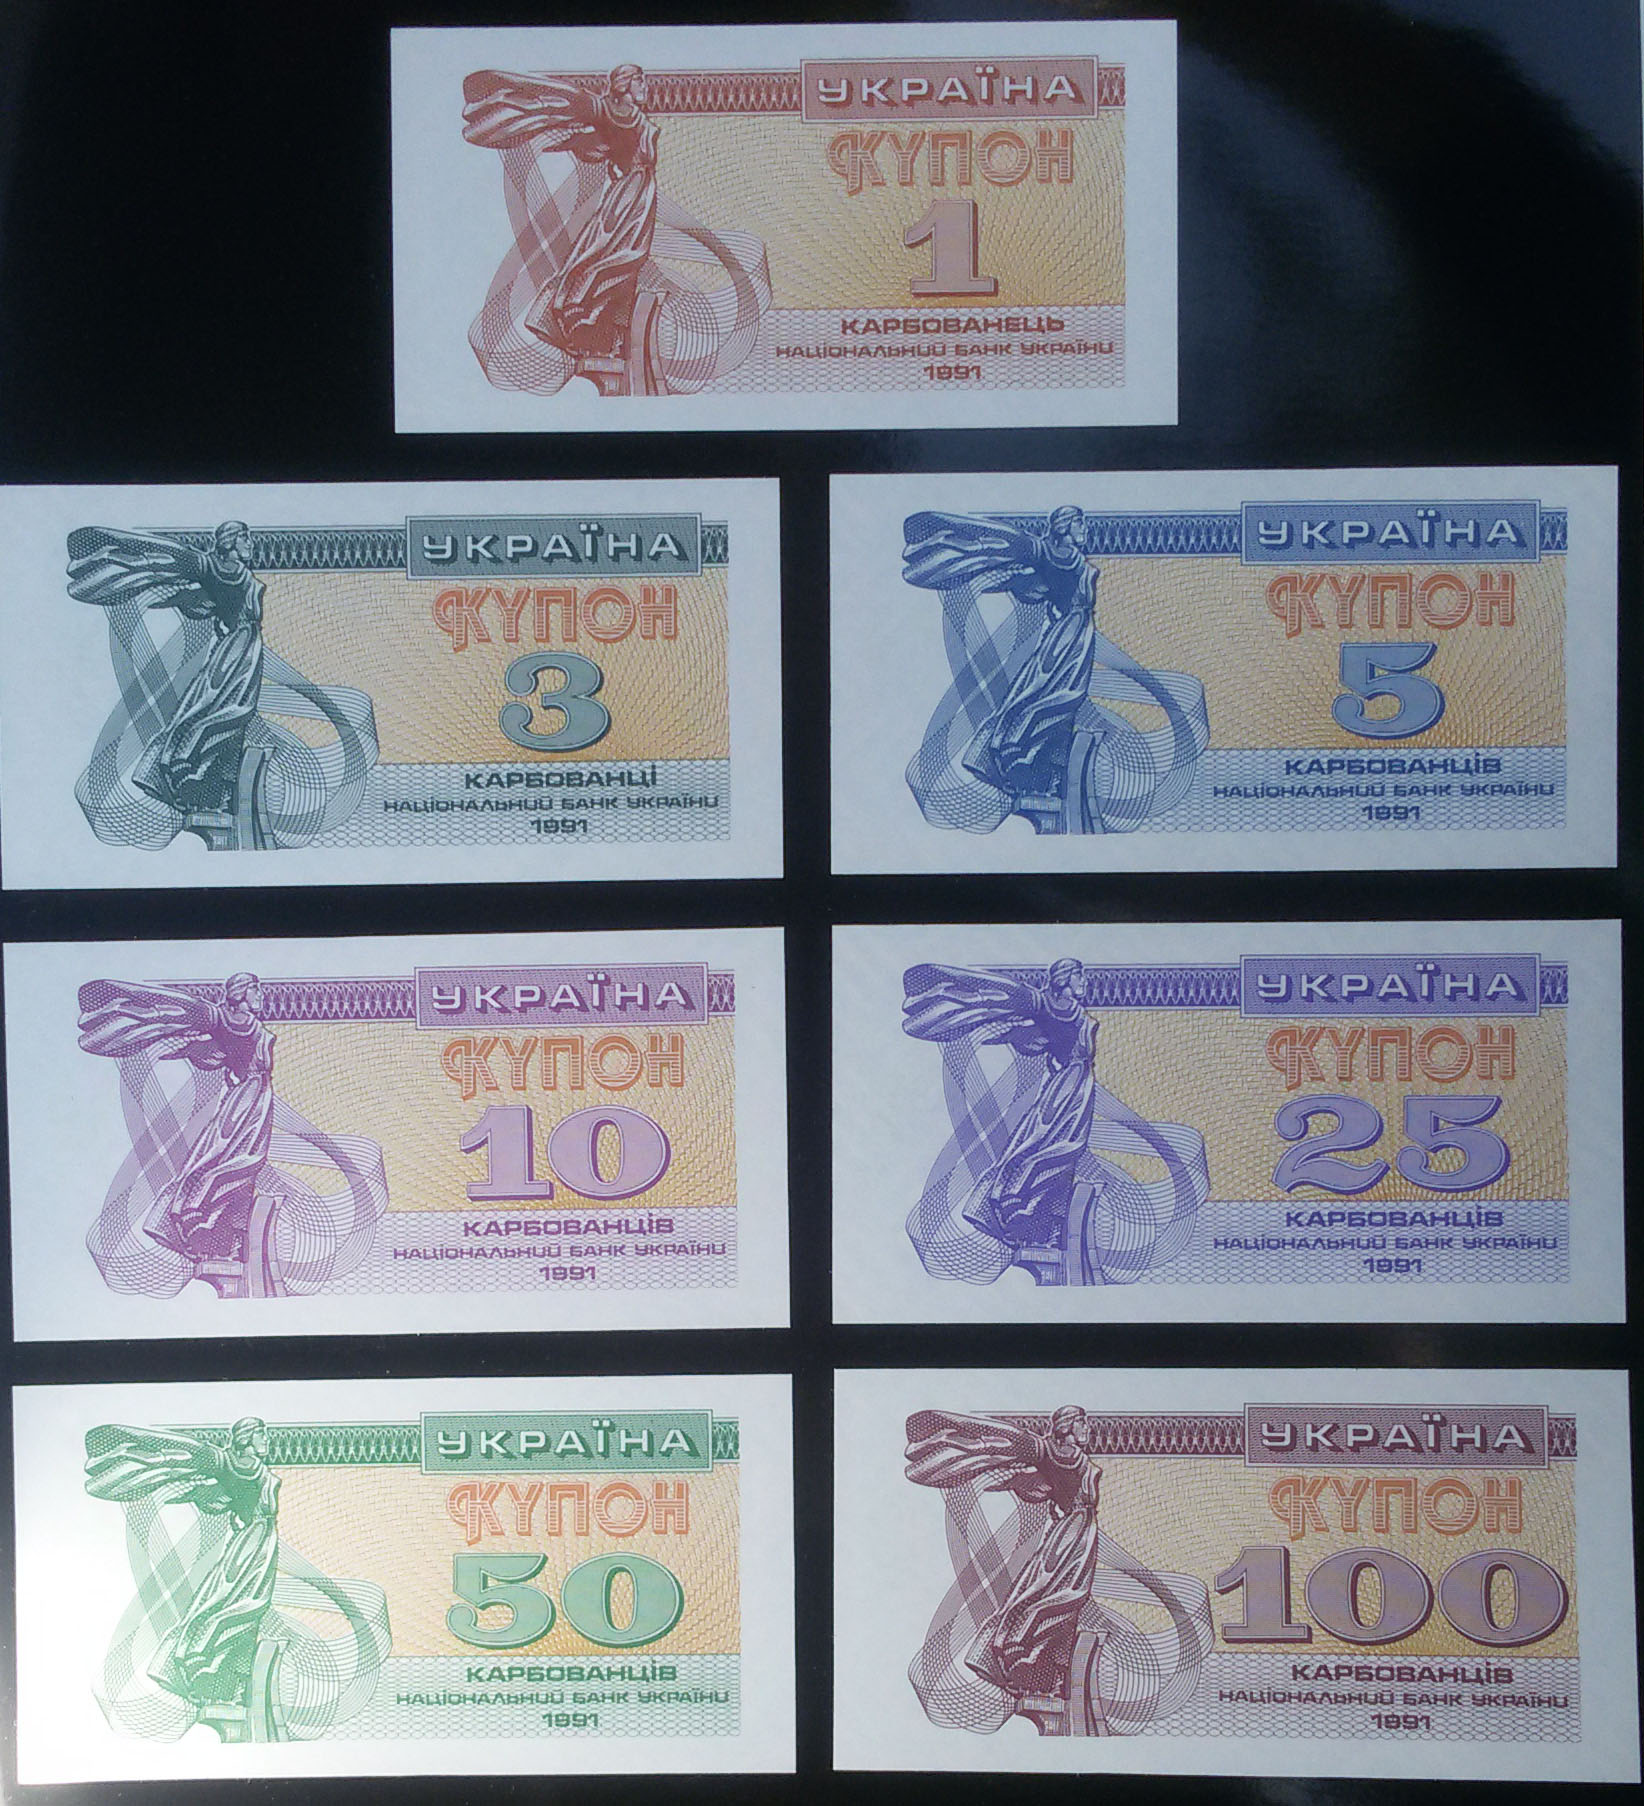 УКРАЇНА
КУПОН
1
КАРБОВАНЕЦЬ
НАЦІОНАЛЬНИЙ БАНК УКРАЇНИ
1991
УКРАЇНА
КУПОН
3
КАРБОВАНЦІ
НАЦІОНАЛЬНИЙ БАНК УКРАЇНИ
1991
УКРАЇНА
КУПОН
5
КАРБОВАНЦІВ
НАЦІОНАЛЬНИЙ БАНК УКРАЇНИ
1991
УКРАЇНА
КУПОН
10
КАРБОВАНЦІВ
НАЦІОНАЛЬНИЙ БАНК УКРАЇНИ
1991
УКРАЇНА
КУПОН
25
КАРБОВАНЦІВ
НАЦІОНАЛЬНИЙ БАНК УКРАЇНИ
1991
УКРАЇНА
КУПОН
50
КАРБОВАНЦІВ
НАЦІОНАЛЬНИЙ БАНК УКРАЇНИ
1991
УКРАЇНА
КУПОН
100
КАРБОВАНЦІВ
НАЦІОНАЛЬНИЙ БАНК УКРАЇНИ
1991